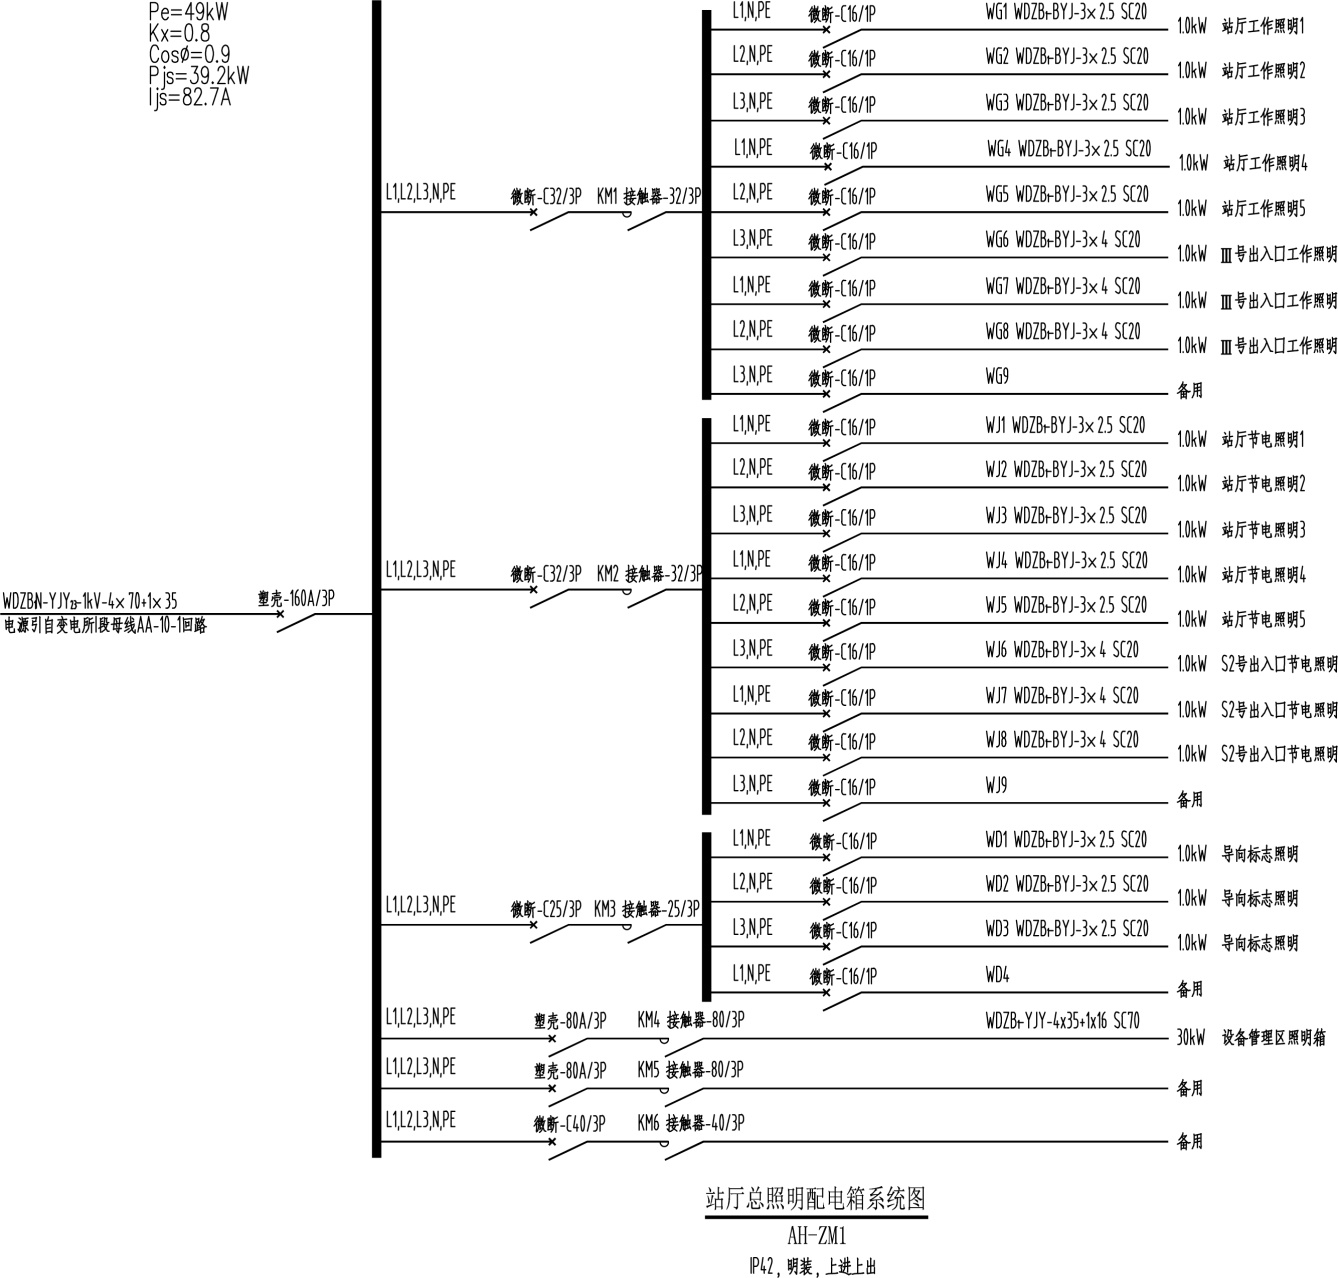 Pe=49kW
Kx=0.8
CosØ=0.9
Pjs=39.2kW
Ijs=82.7A
WDZBN-YJY23-1kV-4×70+1×35
电源引自变电所I段母线AA-10-1回路
塑壳-160A/3P
L1,L2,L3,N,PE 微断-C32/3P KM1 接触器-32/3P
L1,N,PE 微断-C16/1P WG1 WDZB1-BYJ-3×2.5 SC20 1.0kW 站厅工作照明1
L2,N,PE 微断-C16/1P WG2 WDZB1-BYJ-3×2.5 SC20 1.0kW 站厅工作照明2
L3,N,PE 微断-C16/1P WG3 WDZB1-BYJ-3×2.5 SC20 1.0kW 站厅工作照明3
L1,N,PE 微断-C16/1P WG4 WDZB1-BYJ-3×2.5 SC20 1.0kW 站厅工作照明4
L2,N,PE 微断-C16/1P WG5 WDZB1-BYJ-3×2.5 SC20 1.0kW 站厅工作照明5
L3,N,PE 微断-C16/1P WG6 WDZB1-BYJ-3×4 SC20 1.0kW Ⅲ号出入口工作照明
L1,N,PE 微断-C16/1P WG7 WDZB1-BYJ-3×4 SC20 1.0kW Ⅲ号出入口工作照明
L2,N,PE 微断-C16/1P WG8 WDZB1-BYJ-3×4 SC20 1.0kW Ⅲ号出入口工作照明
L3,N,PE 微断-C16/1P WG9 备用
L1,L2,L3,N,PE 微断-C32/3P KM2 接触器-32/3P
L1,N,PE 微断-C16/1P WJ1 WDZB1-BYJ-3×2.5 SC20 1.0kW 站厅节电照明1
L2,N,PE 微断-C16/1P WJ2 WDZB1-BYJ-3×2.5 SC20 1.0kW 站厅节电照明2
L3,N,PE 微断-C16/1P WJ3 WDZB1-BYJ-3×2.5 SC20 1.0kW 站厅节电照明3
L1,N,PE 微断-C16/1P WJ4 WDZB1-BYJ-3×2.5 SC20 1.0kW 站厅节电照明4
L2,N,PE 微断-C16/1P WJ5 WDZB1-BYJ-3×2.5 SC20 1.0kW 站厅节电照明5
L3,N,PE 微断-C16/1P WJ6 WDZB1-BYJ-3×4 SC20 1.0kW S2号出入口节电照明
L1,N,PE 微断-C16/1P WJ7 WDZB1-BYJ-3×4 SC20 1.0kW S2号出入口节电照明
L2,N,PE 微断-C16/1P WJ8 WDZB1-BYJ-3×4 SC20 1.0kW S2号出入口节电照明
L3,N,PE 微断-C16/1P WJ9 备用
L1,L2,L3,N,PE 微断-C25/3P KM3 接触器-25/3P
L1,N,PE 微断-C16/1P WD1 WDZB1-BYJ-3×2.5 SC20 1.0kW 导向标志照明
L2,N,PE 微断-C16/1P WD2 WDZB1-BYJ-3×2.5 SC20 1.0kW 导向标志照明
L3,N,PE 微断-C16/1P WD3 WDZB1-BYJ-3×2.5 SC20 1.0kW 导向标志照明
L1,N,PE 微断-C16/1P WD4 备用
L1,L2,L3,N,PE 塑壳-80A/3P KM4 接触器-80/3P WDZB1-YJY-4x35+1x16 SC70 30kW 设备管理区照明箱
L1,L2,L3,N,PE 塑壳-80A/3P KM5 接触器-80/3P 备用
L1,L2,L3,N,PE 微断-C40/3P KM6 接触器-40/3P 备用
站厅总照明配电箱系统图
AH-ZM1
IP42，明装，上进上出